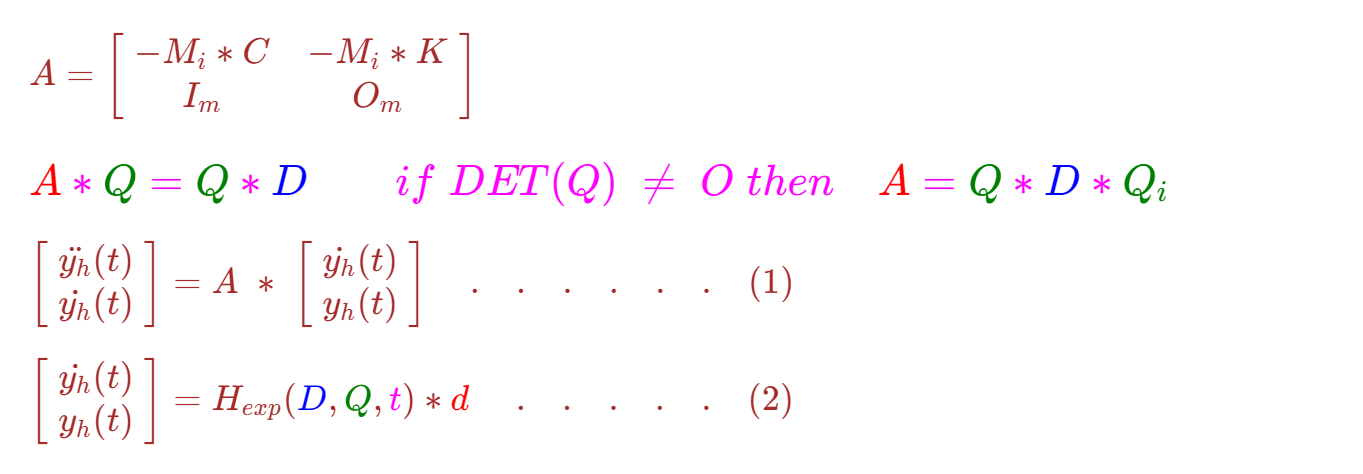 A = [ −M_i ∗ C   −M_i ∗ K ]
[ I_m   O_m ]
A ∗ Q = Q ∗ D   if DET(Q) ≠ O then   A = Q ∗ D ∗ Q_i
[ ÿ_h(t) ] = A ∗ [ ẏ_h(t) ] . . . . . . (1)
[ ẏ_h(t) ]   [ y_h(t) ]
[ ẏ_h(t) ] = H_exp(D, Q, t) ∗ d . . . . . (2)
[ y_h(t) ]